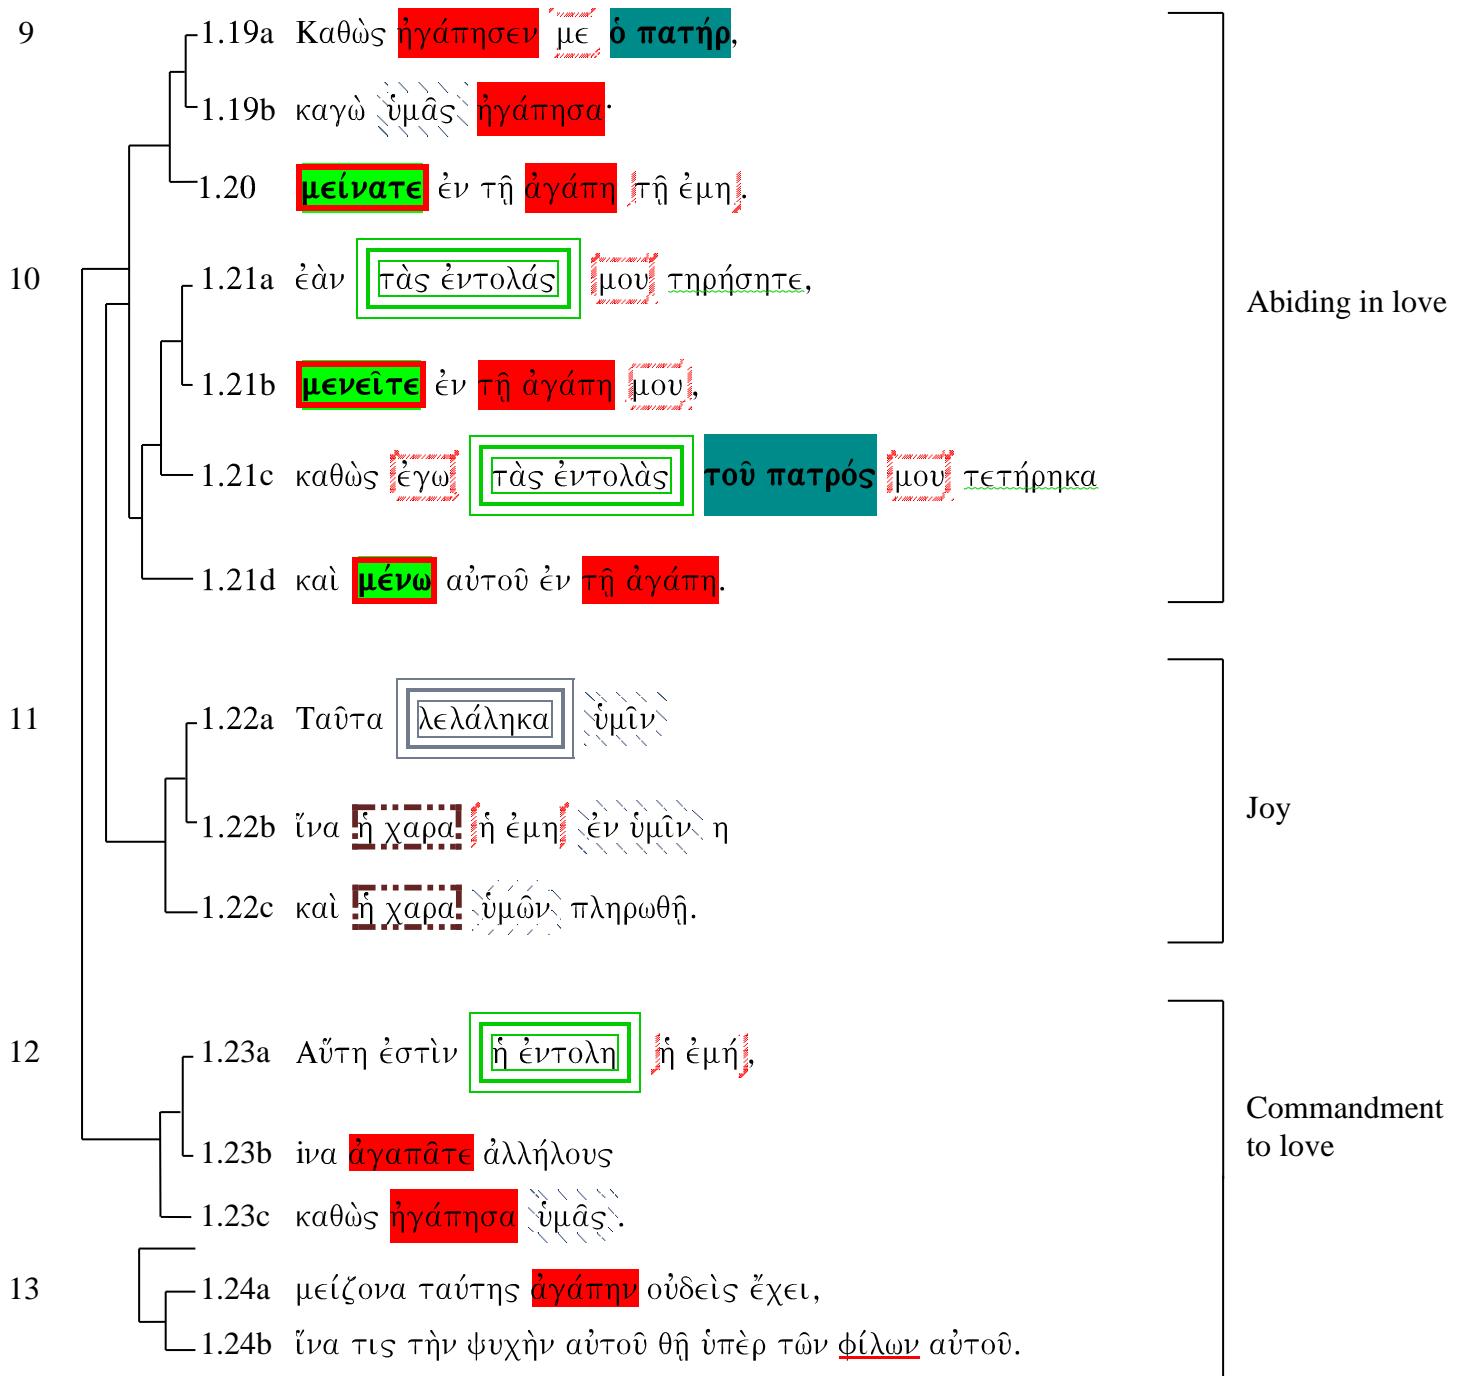 9 1.19a Καθὼς ἠγάπησεν με ὁ πατήρ,
1.19b καγὼ ὑμᾶς ἠγάπησα·
1.20 μείνατε ἐν τῇ ἀγάπῃ τῇ ἐμη.
10 1.21a ἐὰν τὰς ἐντολάς μου τηρήσητε,
Abiding in love
1.21b μενεῖτε ἐν τῇ ἀγάπῃ μου,
1.21c καθὼς ἐγω τὰς ἐντολὰς τοῦ πατρός μου τετήρηκα
1.21d καὶ μένω αὐτοῦ ἐν τῇ ἀγάπῃ.
11 1.22a Ταῦτα λελάληκα ὑμῖν
Joy
1.22b ἵνα ἡ χαρα ἡ ἐμη ἐν ὑμῖν η
1.22c καὶ ἡ χαρα ὑμῶν πληρωθῇ.
12 1.23a Αὕτη ἐστὶν ἡ ἐντολη ἡ ἐμή,
Commandment
to love
1.23b iνα ἀγαπᾶτε ἀλλήλους
1.23c καθὼς ἠγάπησα ὑμᾶς.
13 1.24a μείζονα ταύτης ἀγάπην οὐδεὶς ἔχει,
1.24b ἵνα τις τὴν ψυχὴν αὐτοῦ θῇ ὑπὲρ τῶν φίλων αὐτοῦ.